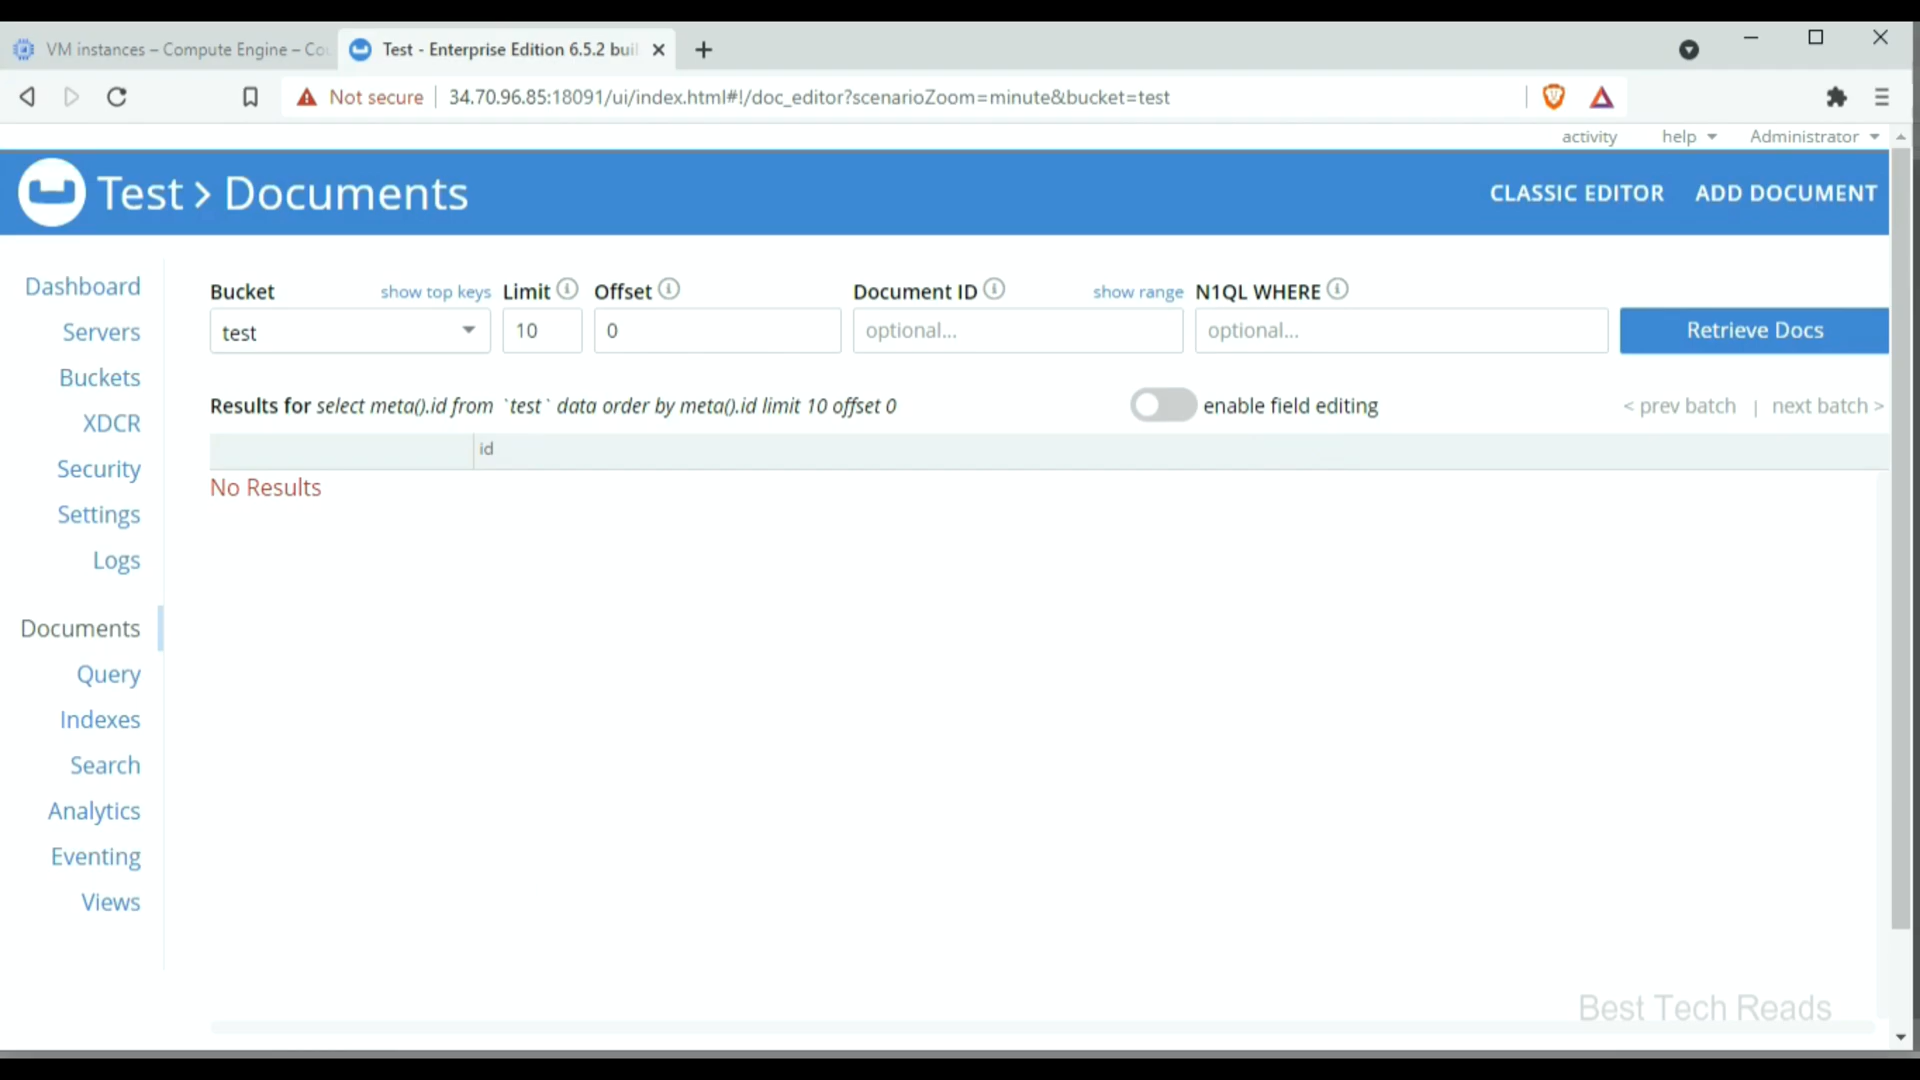 VM instances – Compute Engine – Co
Test - Enterprise Edition 6.5.2 buil
Not secure
34.70.96.85:18091/ui/index.html#!/doc_editor?scenarioZoom=minute&bucket=test
activity
help
Administrator
Test > Documents
CLASSIC EDITOR
ADD DOCUMENT
Dashboard
Servers
Buckets
XDCR
Security
Settings
Logs
Documents
Query
Indexes
Search
Analytics
Eventing
Views
Bucket
show top keys
Limit
Offset
Document ID
show range
N1QL WHERE
test
10
0
optional...
optional...
Retrieve Docs
Results for select meta().id from `test` data order by meta().id limit 10 offset 0
enable field editing
< prev batch | next batch >
id
No Results
Best Tech Reads